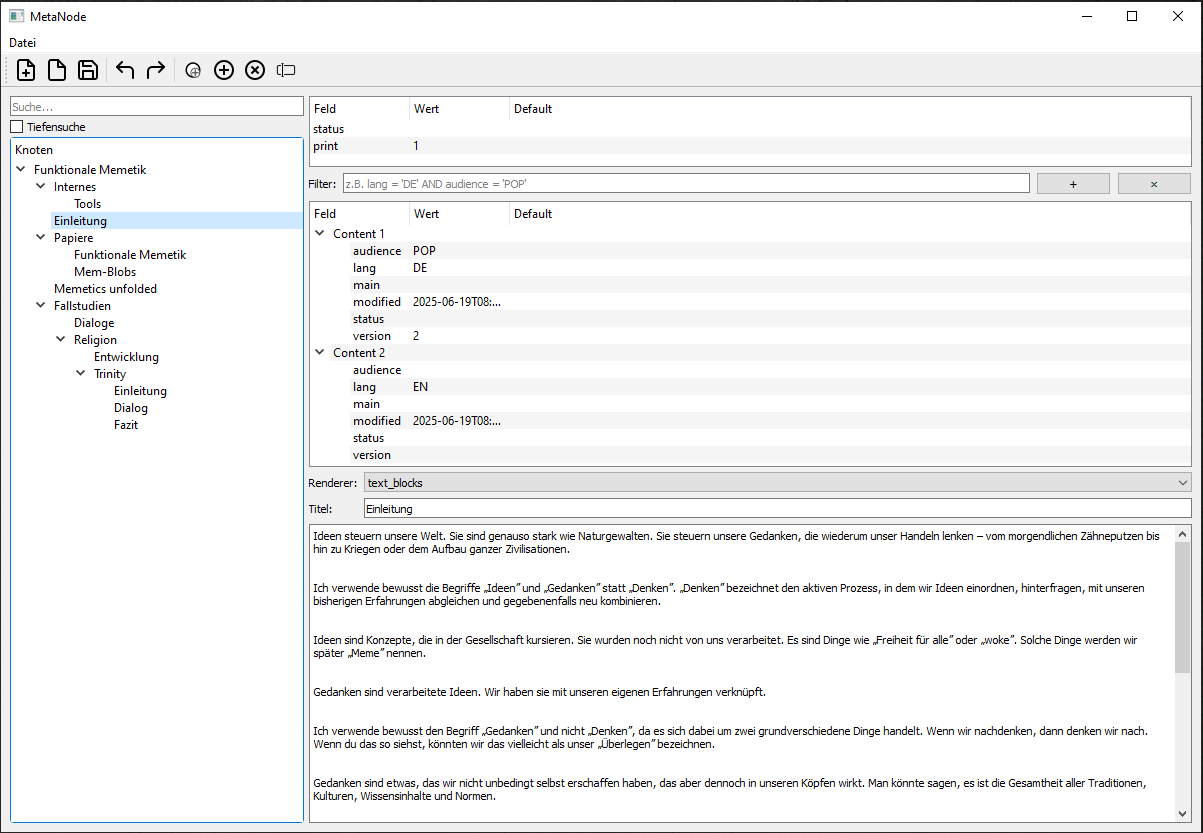 MetaNode
Datei
Suche...
Tiefensuche
Knoten
Funktionale Memetik
Internes
Tools
Einleitung
Papiere
Funktionale Memetik
Mem-Blobs
Memetics unfolded
Fallstudien
Dialoge
Religion
Entwicklung
Trinity
Einleitung
Dialog
Fazit
Feld Wert Default
status
print 1
Filter: z.B. lang = 'DE' AND audience = 'POP' + ×
Feld Wert Default
Content 1
audience POP
lang DE
main
modified 2025-06-19T08:...
status
version 2
Content 2
audience
lang EN
main
modified 2025-06-19T08:...
status
version
Renderer: text_blocks
Titel: Einleitung
Ideen steuern unsere Welt. Sie sind genauso stark wie Naturgewalten. Sie steuern unsere Gedanken, die wiederum unser Handeln lenken – vom morgendlichen Zähneputzen bis
hin zu Kriegen oder dem Aufbau ganzer Zivilisationen.
Ich verwende bewusst die Begriffe „Ideen” und „Gedanken” statt „Denken”. „Denken” bezeichnet den aktiven Prozess, in dem wir Ideen einordnen, hinterfragen, mit unseren
bisherigen Erfahrungen abgleichen und gegebenenfalls neu kombinieren.
Ideen sind Konzepte, die in der Gesellschaft kursieren. Sie wurden noch nicht von uns verarbeitet. Es sind Dinge wie „Freiheit für alle” oder „woke”. Solche Dinge werden wir
später „Meme” nennen.
Gedanken sind verarbeitete Ideen. Wir haben sie mit unseren eigenen Erfahrungen verknüpft.
Ich verwende bewusst den Begriff „Gedanken” und nicht „Denken”, da es sich dabei um zwei grundverschiedene Dinge handelt. Wenn wir nachdenken, dann denken wir nach.
Wenn du das so siehst, könnten wir das vielleicht als unser „Überlegen” bezeichnen.
Gedanken sind etwas, das wir nicht unbedingt selbst erschaffen haben, das aber dennoch in unseren Köpfen wirkt. Man könnte sagen, es ist die Gesamtheit aller Traditionen,
Kulturen, Wissensinhalte und Normen.